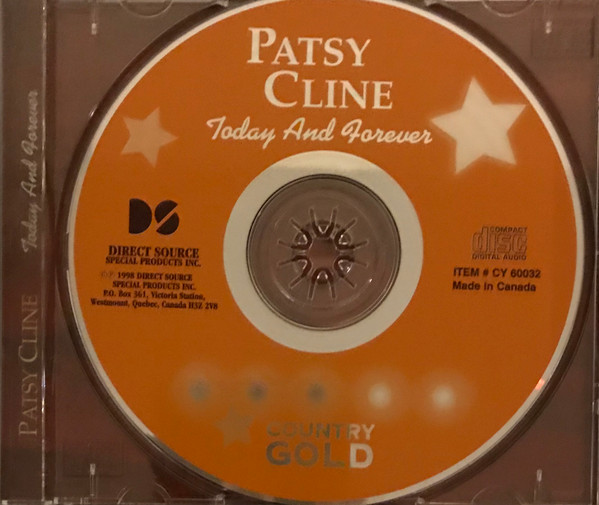 PATSY
CLINE
Today And Forever
DS
DIRECT SOURCE
SPECIAL PRODUCTS INC.
℗© 1998 DIRECT SOURCE
SPECIAL PRODUCTS INC.
P.O. Box 361, Victoria Station,
Westmount, Quebec, Canada H3Z 2V8
COMPACT
disc
DIGITAL AUDIO
ITEM # CY 60032
Made in Canada
COUNTRY
GOLD
PATSY CLINE Today And Forever